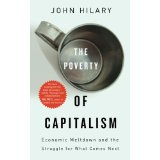 JOHN HILARY
THE
POVERTY
OF
CAPITALISM
Economic Meltdown and the
Struggle for What Comes Next